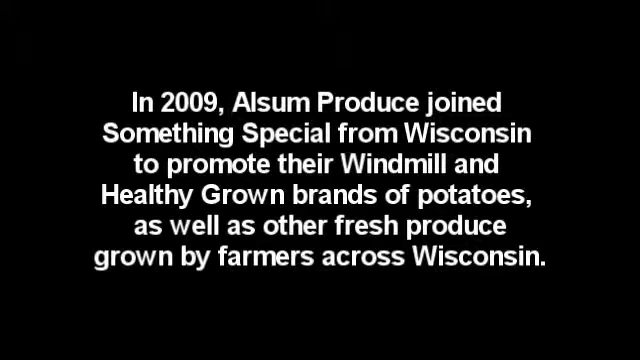 In 2009, Alsum Produce joined
Something Special from Wisconsin
to promote their Windmill and
Healthy Grown brands of potatoes,
as well as other fresh produce
grown by farmers across Wisconsin.